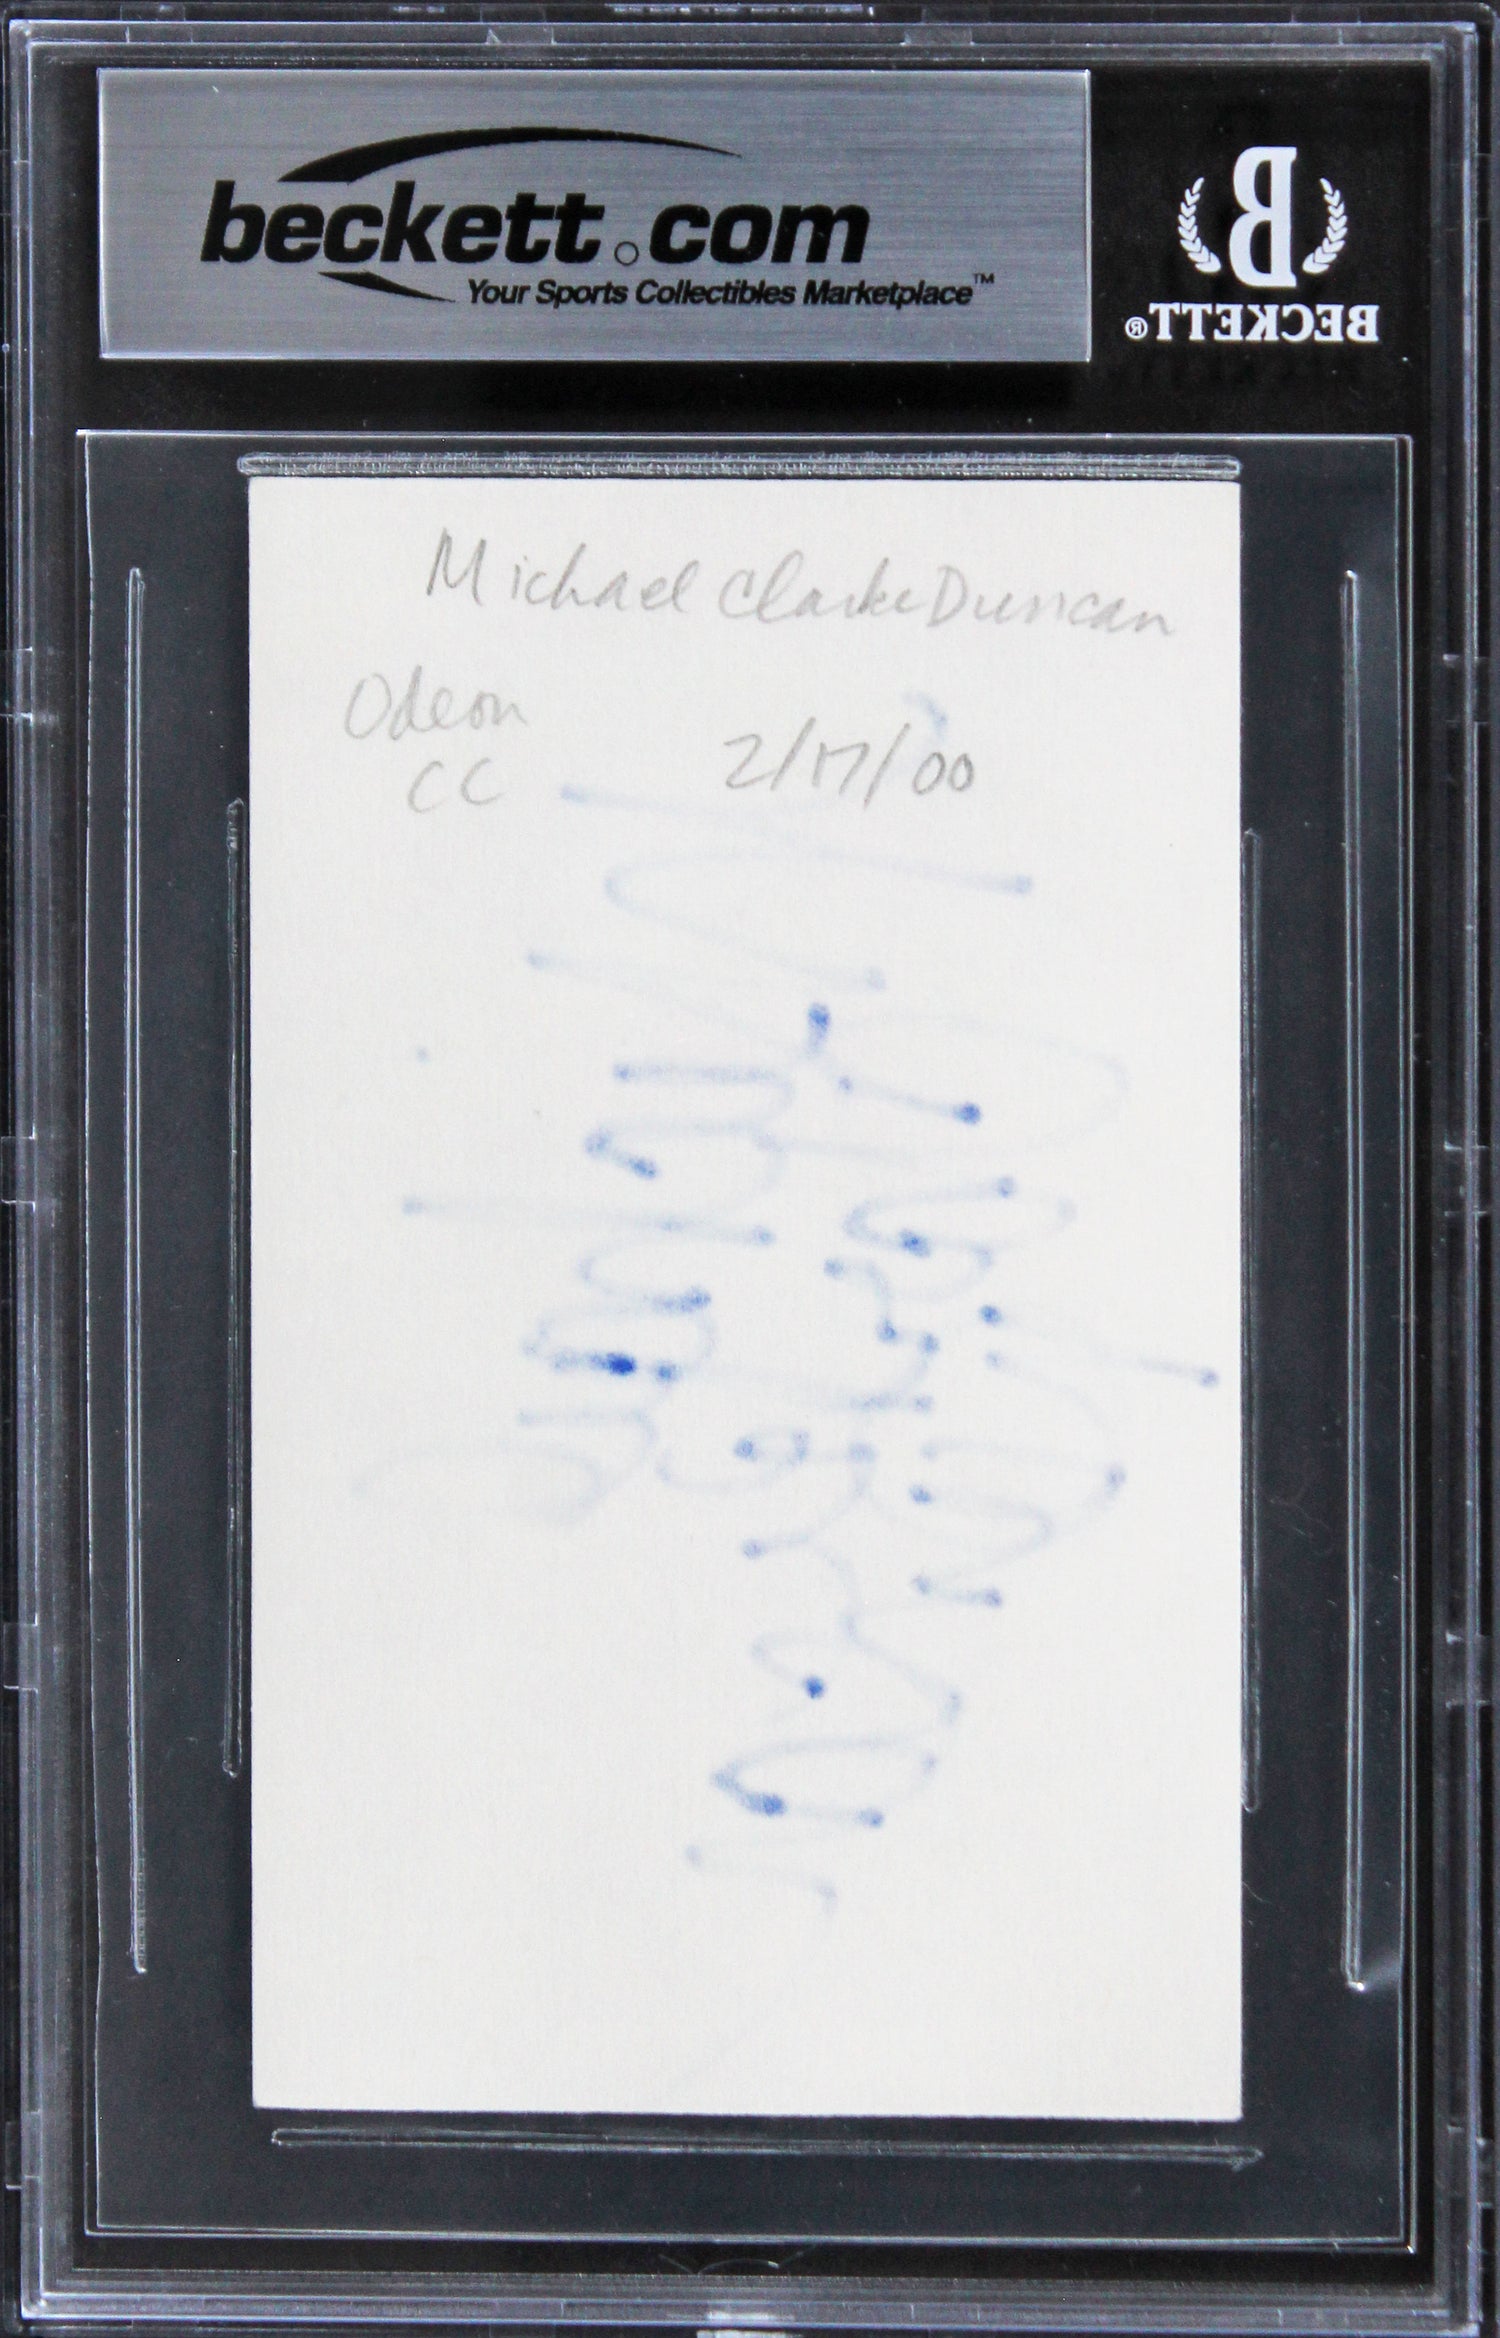 beckett.com
Your Sports Collectibles Marketplace™
B
BECKETT®
Michael Clarke Duncan
Odeon
CC
2/17/00